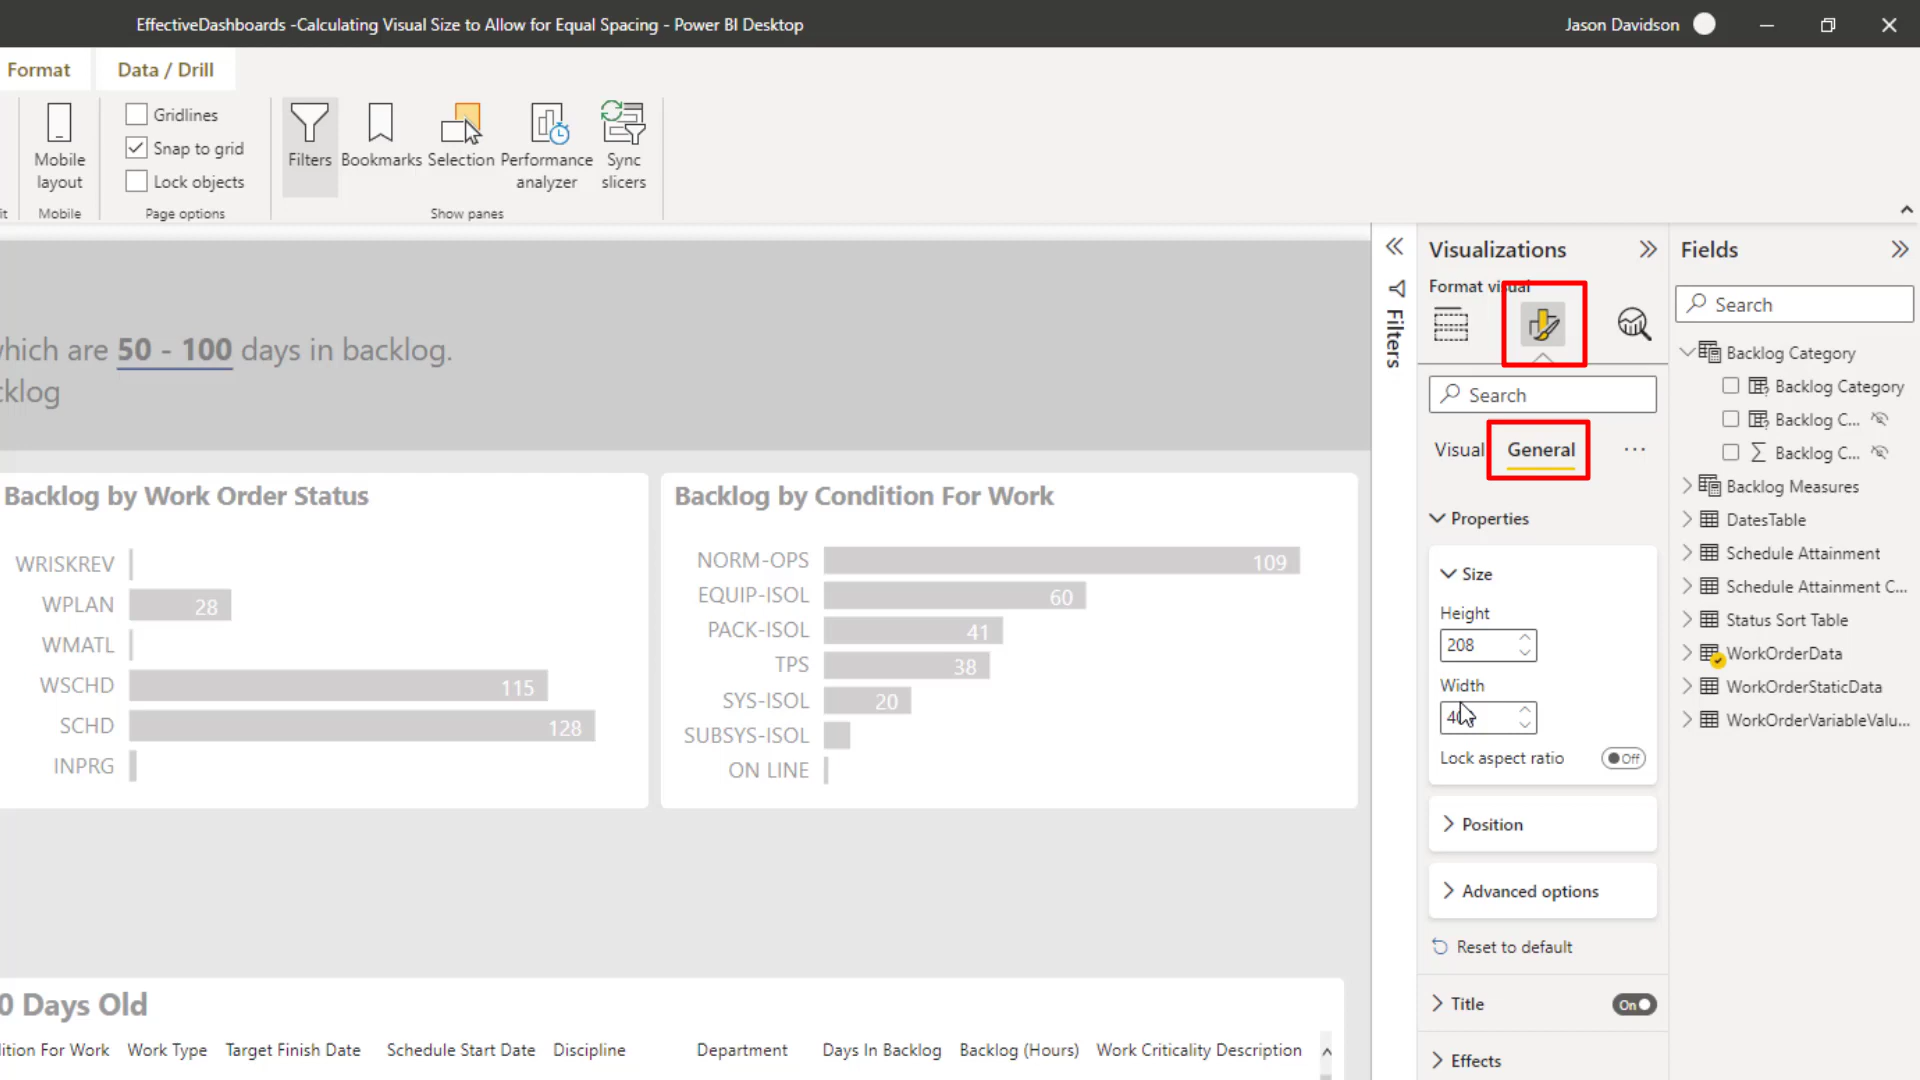 EffectiveDashboards -Calculating Visual Size to Allow for Equal Spacing - Power BI Desktop
Jason Davidson
Format
Data / Drill
Mobile layout
Mobile
Gridlines
Snap to grid
Lock objects
Page options
Filters
Bookmarks
Selection
Performance analyzer
Sync slicers
Show panes
which are 50 - 100 days in backlog.
cklog
Backlog by Work Order Status
WRISKREV
WPLAN 28
WMATL
WSCHD 115
SCHD 128
INPRG
Backlog by Condition For Work
NORM-OPS 109
EQUIP-ISOL 60
PACK-ISOL 41
TPS 38
SYS-ISOL 20
SUBSYS-ISOL
ON LINE
0 Days Old
ition For Work Work Type Target Finish Date Schedule Start Date Discipline Department Days In Backlog Backlog (Hours) Work Criticality Description
Filters
Visualizations
Format visual
Search
Visual General ...
Properties
Size
Height
208
Width
Lock aspect ratio Off
Position
Advanced options
Reset to default
Title On
Effects
Fields
Search
Backlog Category
Backlog Category
Backlog C...
Backlog C...
Backlog Measures
DatesTable
Schedule Attainment
Schedule Attainment C...
Status Sort Table
WorkOrderData
WorkOrderStaticData
WorkOrderVariableValu...